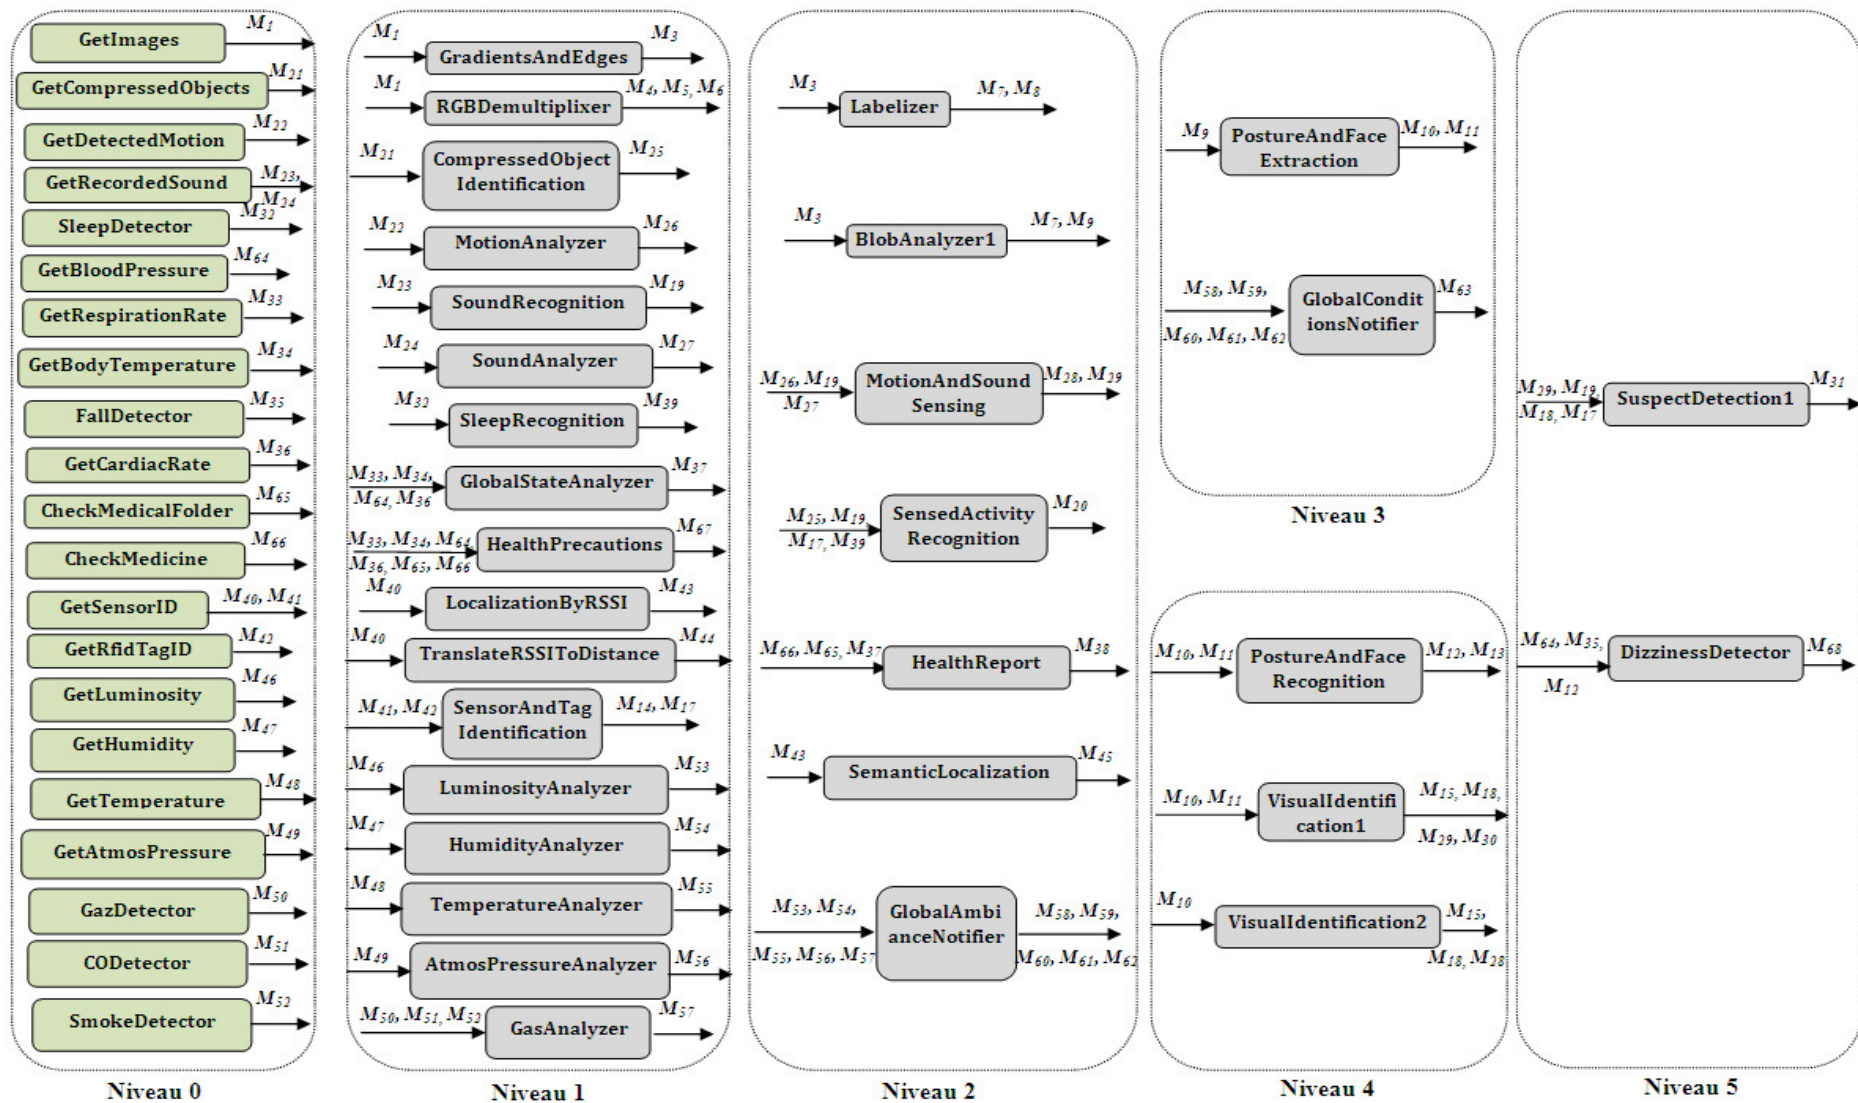 GetImages
M1
GetCompressedObjects
M21
GetDetectedMotion
M22
GetRecordedSound
M23,
M24
SleepDetector
M32
GetBloodPressure
M64
GetRespirationRate
M33
GetBodyTemperature
M34
FallDetector
M35
GetCardiacRate
M36
CheckMedicalFolder
M65
CheckMedicine
M66
GetSensorID
M40, M41
GetRfidTagID
M42
GetLuminosity
M46
GetHumidity
M47
GetTemperature
M48
GetAtmosPressure
M49
GazDetector
M50
CODetector
M51
SmokeDetector
M52
Niveau 0
M1
GradientsAndEdges
M3
M1
RGBDemultiplixer
M4, M5, M6
M21
CompressedObject
Identification
M25
M22
MotionAnalyzer
M26
M23
SoundRecognition
M19
M24
SoundAnalyzer
M27
M32
SleepRecognition
M39
M33, M34,
M64, M36
GlobalStateAnalyzer
M37
M33, M34, M64,
M36, M65, M66
HealthPrecautions
M67
M40
LocalizationByRSSI
M43
M40
TranslateRSSIToDistance
M44
M41, M42
SensorAndTag
Identification
M14, M17
M46
LuminosityAnalyzer
M53
M47
HumidityAnalyzer
M54
M48
TemperatureAnalyzer
M55
M49
AtmosPressureAnalyzer
M56
M50, M51, M52
GasAnalyzer
M57
Niveau 1
M3
Labelizer
M7, M8
M3
BlobAnalyzer1
M7, M9
M26, M19
M27
MotionAndSound
Sensing
M28, M29
M25, M19,
M17, M39
SensedActivity
Recognition
M20
M66, M65, M37
HealthReport
M38
M43
SemanticLocalization
M45
M53, M54,
M55, M56, M57
GlobalAmbi
anceNotifier
M58, M59,
M60, M61, M62
Niveau 2
M9
PostureAndFace
Extraction
M10, M11
M58, M59,
M60, M61, M62
GlobalCondit
ionsNotifier
M63
Niveau 3
M10, M11
PostureAndFace
Recognition
M12, M13
M10, M11
VisualIdentifi
cation1
M15, M18,
M29, M30
M10
VisualIdentification2
M15,
M18, M28
Niveau 4
M29, M19,
M18, M17
SuspectDetection1
M31
M64, M35,
M12
DizzinessDetector
M68
Niveau 5